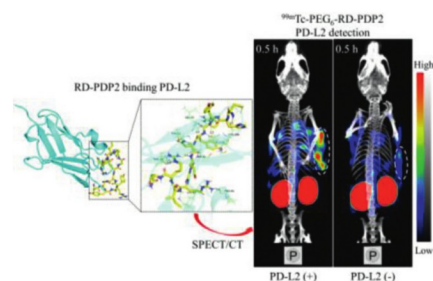 ⁹⁹ᵐTc-PEG₆-RD-PDP2
PD-L2 detection
0.5 h
0.5 h
High
RD-PDP2 binding PD-L2
SPECT/CT
Low
P
P
PD-L2 (+)
PD-L2 (-)